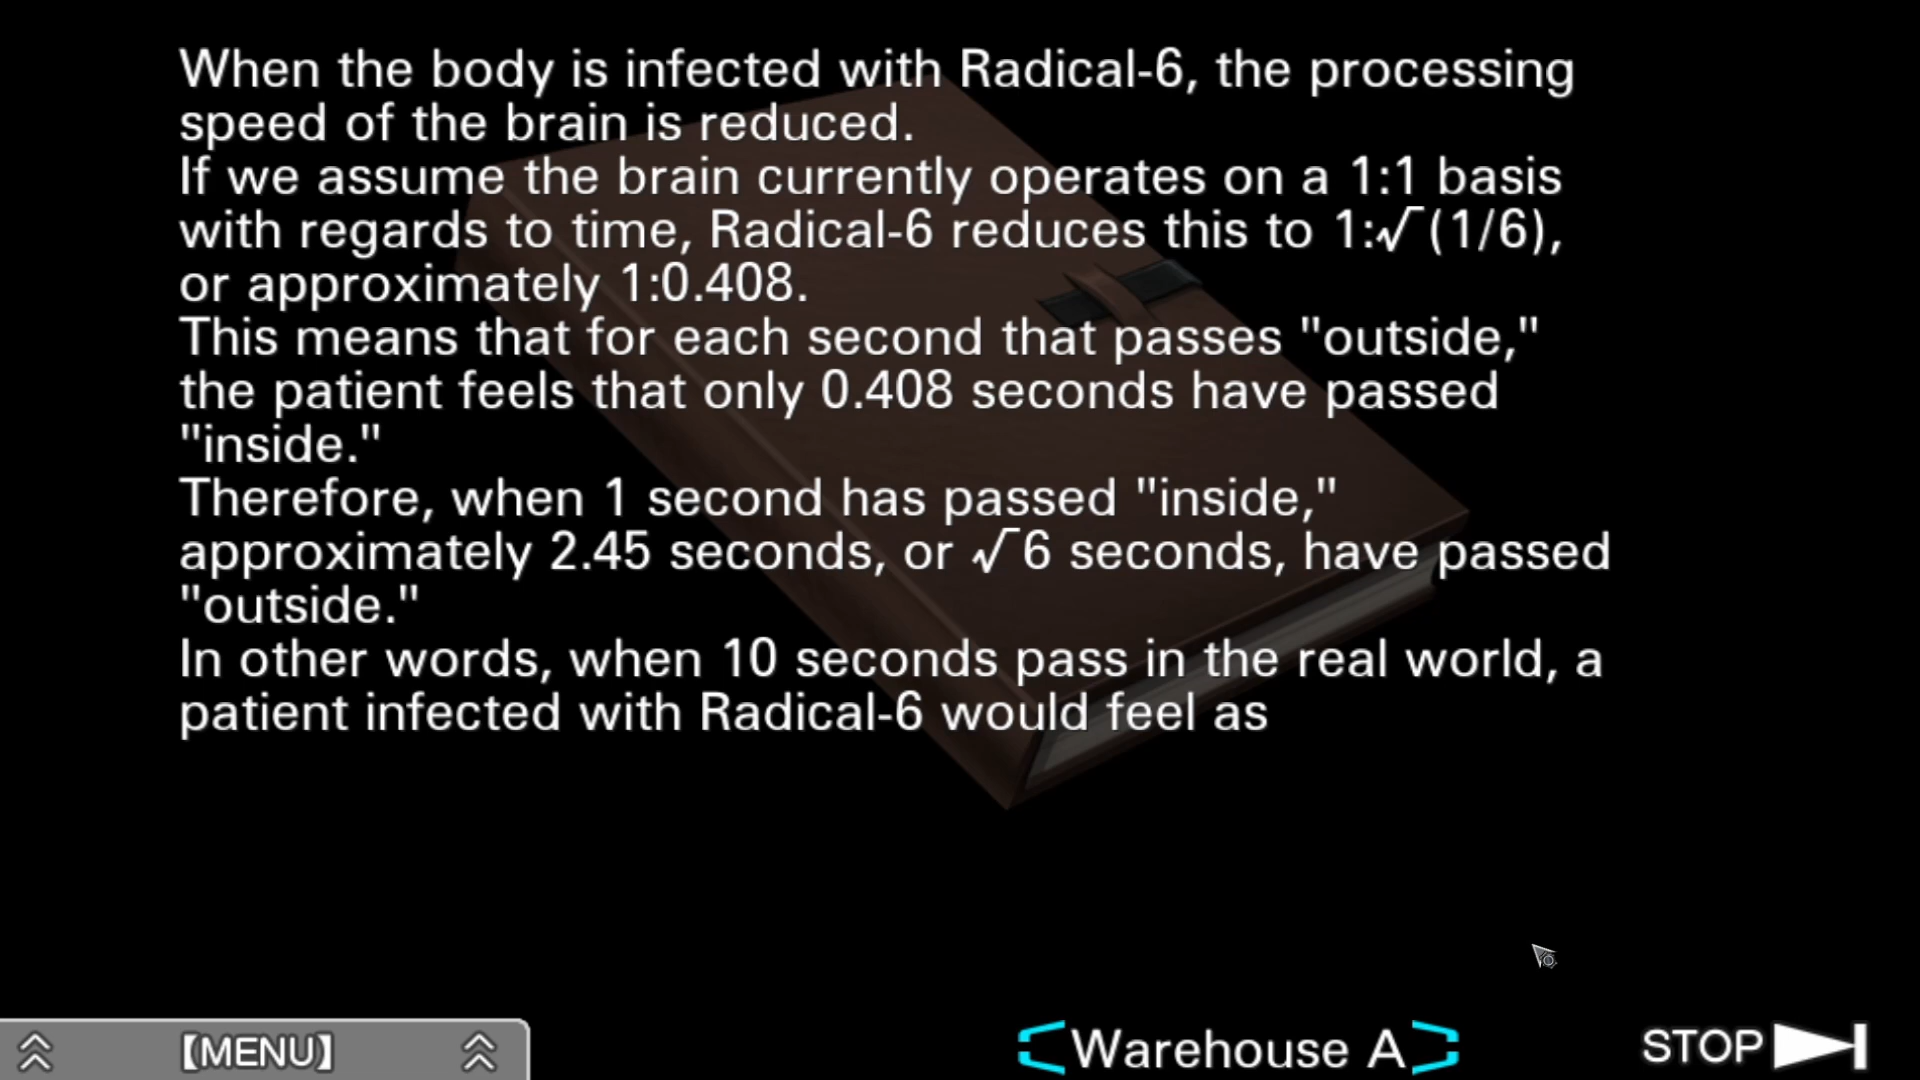 When the body is infected with Radical-6, the processing
speed of the brain is reduced.
If we assume the brain currently operates on a 1:1 basis
with regards to time, Radical-6 reduces this to 1:√(1/6),
or approximately 1:0.408.
This means that for each second that passes "outside,"
the patient feels that only 0.408 seconds have passed
"inside."
Therefore, when 1 second has passed "inside,"
approximately 2.45 seconds, or √6 seconds, have passed
"outside."
In other words, when 10 seconds pass in the real world, a
patient infected with Radical-6 would feel as
【MENU】
Warehouse A
STOP